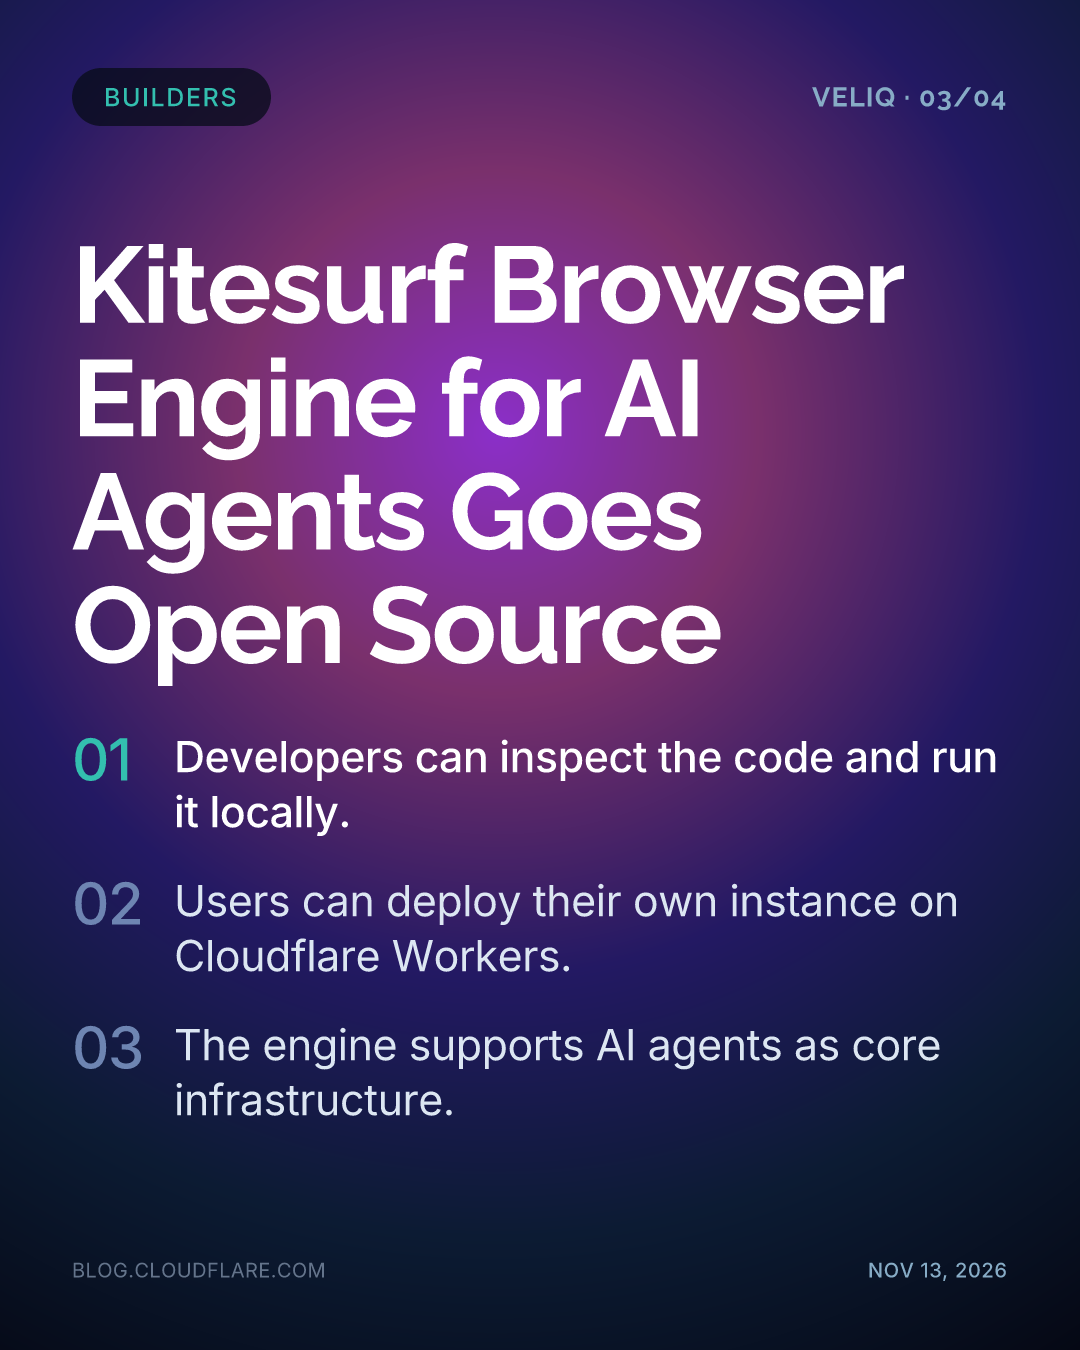 BUILDERS
VELIQ · 03/04
Kitesurf Browser
Engine for AI
Agents Goes
Open Source
01 Developers can inspect the code and run
it locally.
02 Users can deploy their own instance on
Cloudflare Workers.
03 The engine supports AI agents as core
infrastructure.
BLOG.CLOUDFLARE.COM
NOV 13, 2026